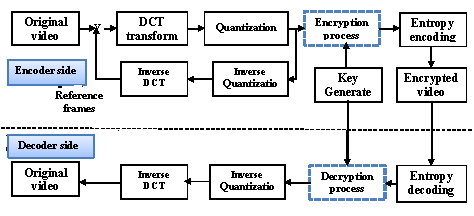 Original
video
DCT
transform
Quantization
Encryption
process
Entropy
encoding
Encoder side
Inverse
DCT
Inverse
Quantizatio
Key
Generate
Encrypted
video
Reference
frames
Decoder side
Original
video
Inverse
DCT
Inverse
Quantizatio
Decryption
process
Entropy
decoding